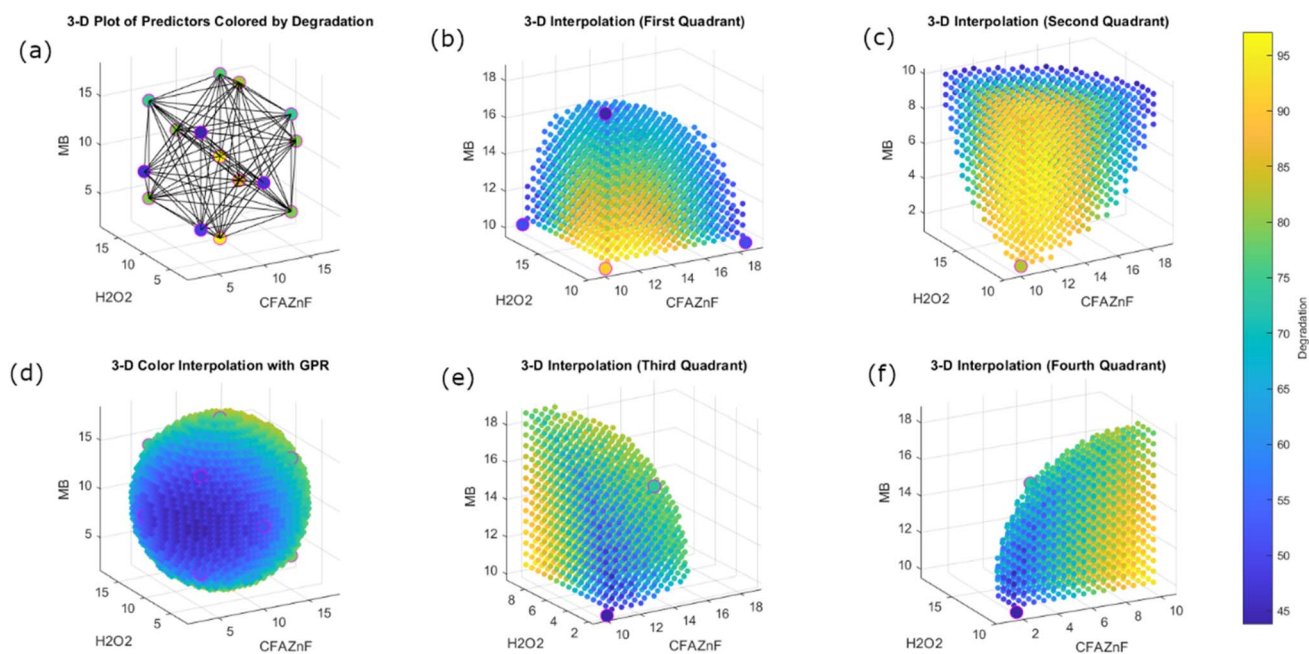 3-D Plot of Predictors Colored by Degradation
(a)
15
10
5
MB
15
10
5
H2O2
5
10
15
CFAZnF
3-D Interpolation (First Quadrant)
(b)
18
16
14
12
10
MB
15
10
H2O2
10
12
14
16
18
CFAZnF
3-D Interpolation (Second Quadrant)
(c)
10
8
6
4
2
MB
15
10
H2O2
10
12
14
16
18
CFAZnF
3-D Color Interpolation with GPR
(d)
15
10
5
MB
15
10
5
H2O2
5
10
15
CFAZnF
3-D Interpolation (Third Quadrant)
(e)
18
16
14
12
10
MB
8
6
4
2
H2O2
10
12
14
16
18
CFAZnF
3-D Interpolation (Fourth Quadrant)
(f)
18
16
14
12
10
MB
15
10
H2O2
2
4
6
8
10
CFAZnF
95
90
85
80
75
70
65
60
55
50
45
Degradation